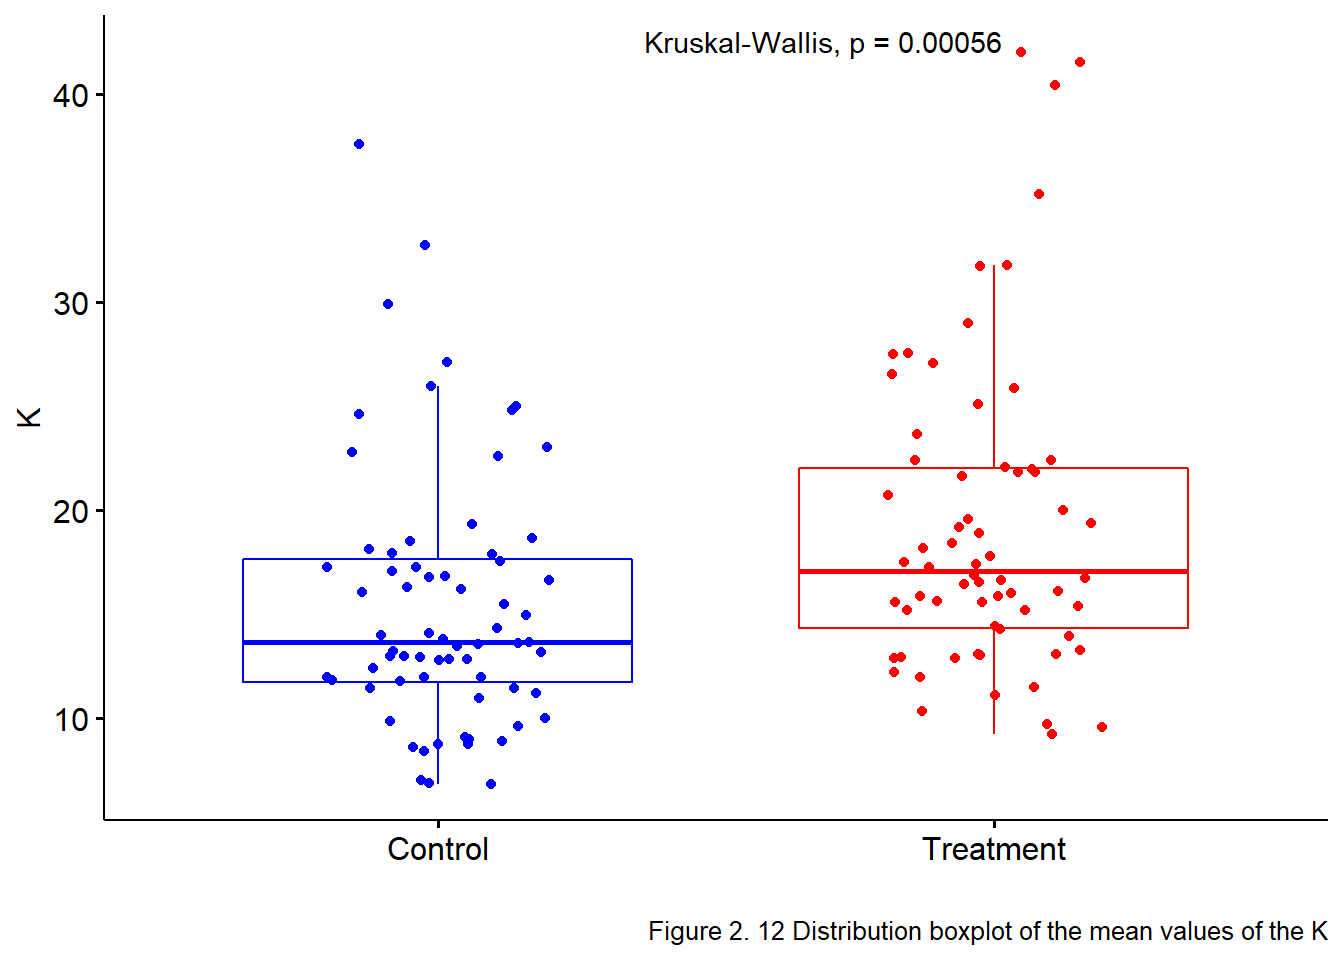 Kruskal-Wallis, p = 0.00056
40
30
20
10
K
Control
Treatment
Figure 2. 12 Distribution boxplot of the mean values of the K